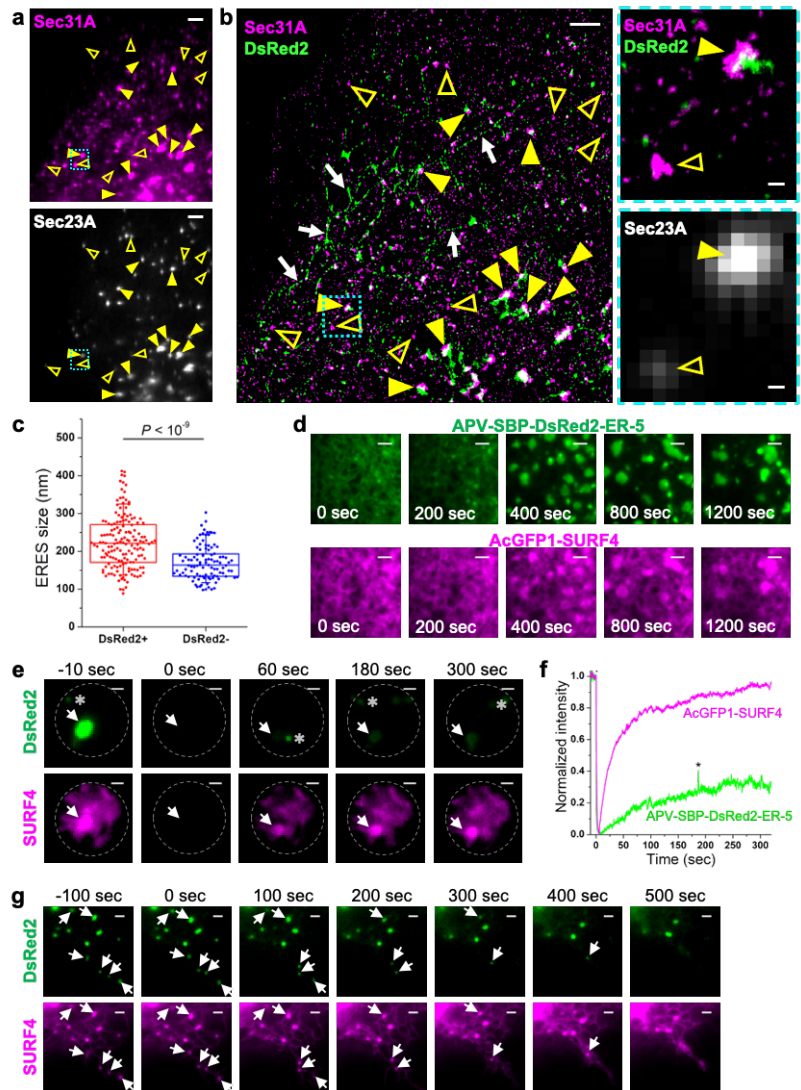 a
Sec31A
Sec23A
b
Sec31A
DsRed2
Sec31A
DsRed2
Sec23A
c
P < 10⁻⁹
ERES size (nm)
500
400
300
200
100
0
DsRed2+
DsRed2-
d
APV-SBP-DsRed2-ER-5
0 sec
200 sec
400 sec
800 sec
1200 sec
AcGFP1-SURF4
0 sec
200 sec
400 sec
800 sec
1200 sec
e
-10 sec
0 sec
60 sec
180 sec
300 sec
DsRed2
*
*
*
*
SURF4
f
Normalized intensity
1.0
0.8
0.6
0.4
0.2
0.0
AcGFP1-SURF4
*
APV-SBP-DsRed2-ER-5
0 50 100 150 200 250 300
Time (sec)
g
-100 sec
0 sec
100 sec
200 sec
300 sec
400 sec
500 sec
DsRed2
SURF4